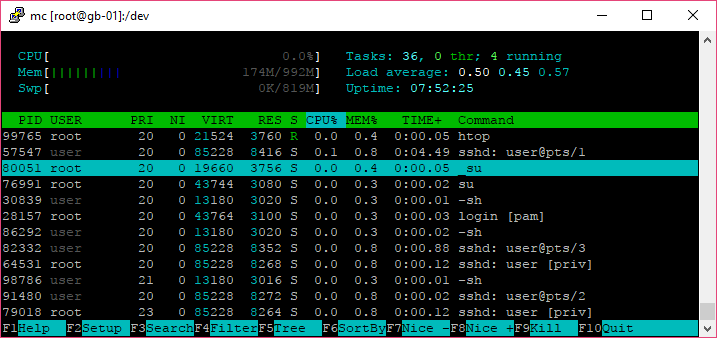 mc [root@gb-01]:/dev
CPU[ 0.0%] Tasks: 36, 0 thr; 4 running
Mem[||||||||| 174M/992M] Load average: 0.50 0.45 0.57
Swp[ 0K/819M] Uptime: 07:52:25
PID USER PRI NI VIRT RES S CPU% MEM% TIME+ Command
99765 root 20 0 21524 3760 R 0.0 0.4 0:00.05 htop
57547 user 20 0 85228 8416 S 0.1 0.8 0:04.49 sshd: user@pts/1
80051 root 20 0 19660 3756 S 0.0 0.4 0:00.05 _su
76991 root 20 0 43744 3080 S 0.0 0.3 0:00.02 su
30839 user 20 0 13180 3020 S 0.0 0.3 0:00.01 -sh
28157 root 20 0 43764 3100 S 0.0 0.3 0:00.03 login [pam]
86292 user 20 0 13180 3020 S 0.0 0.3 0:00.02 -sh
82332 user 20 0 85228 8352 S 0.0 0.8 0:00.88 sshd: user@pts/3
64531 root 20 0 85228 8268 S 0.0 0.8 0:00.12 sshd: user [priv]
98786 user 21 0 13180 3016 S 0.0 0.3 0:00.01 -sh
91480 user 20 0 85228 8272 S 0.0 0.8 0:00.02 sshd: user@pts/2
79018 root 23 0 85228 8264 S 0.0 0.8 0:00.12 sshd: user [priv]
F1Help F2Setup F3SearchF4FilterF5Tree F6SortByF7Nice -F8Nice +F9Kill F10Quit